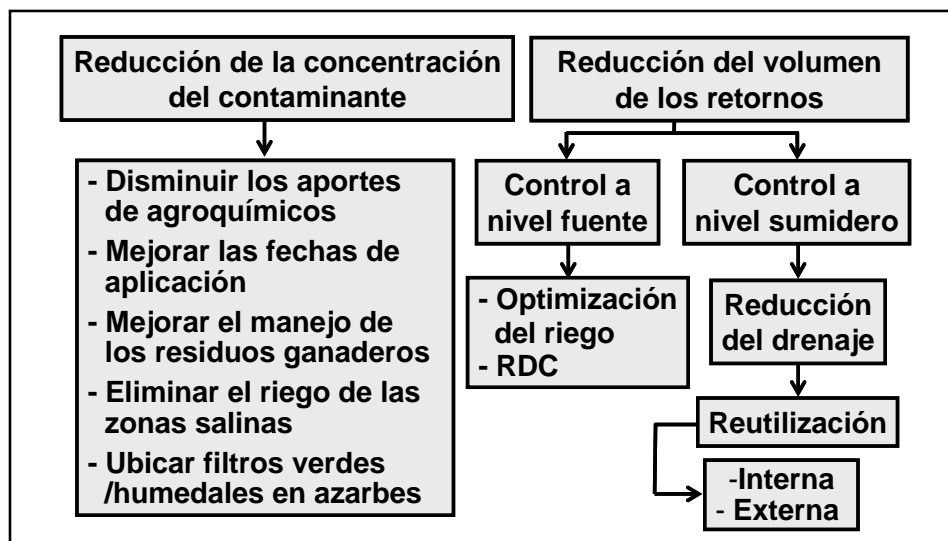 Reducción de la concentración
del contaminante
- Disminuir los aportes
de agroquímicos
- Mejorar las fechas de
aplicación
- Mejorar el manejo de
los residuos ganaderos
- Eliminar el riego de las
zonas salinas
- Ubicar filtros verdes
/humedales en azarbes
Reducción del volumen
de los retornos
Control a
nivel fuente
- Optimización
del riego
- RDC
Control a
nivel sumidero
Reducción
del drenaje
Reutilización
-Interna
- Externa